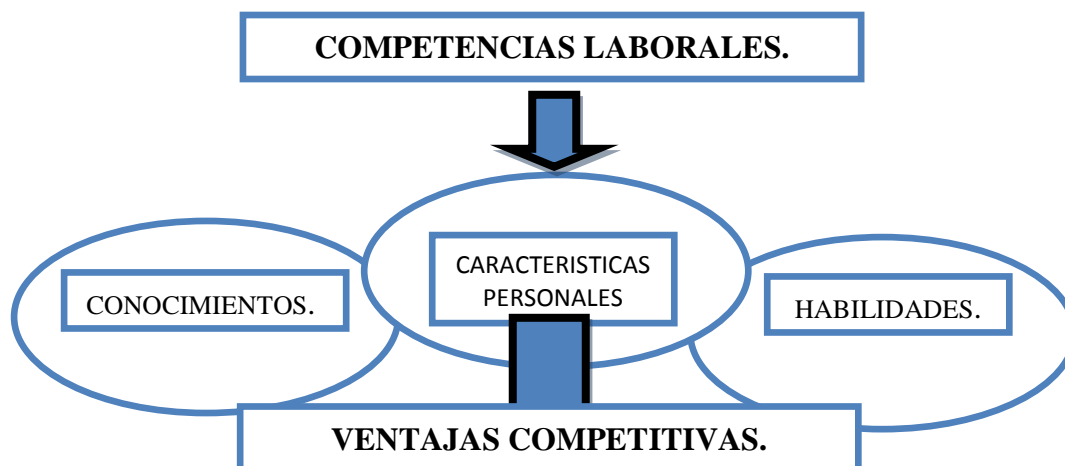 COMPETENCIAS LABORALES.
CARACTERISTICAS
PERSONALES
CONOCIMIENTOS.
HABILIDADES.
VENTAJAS COMPETITIVAS.